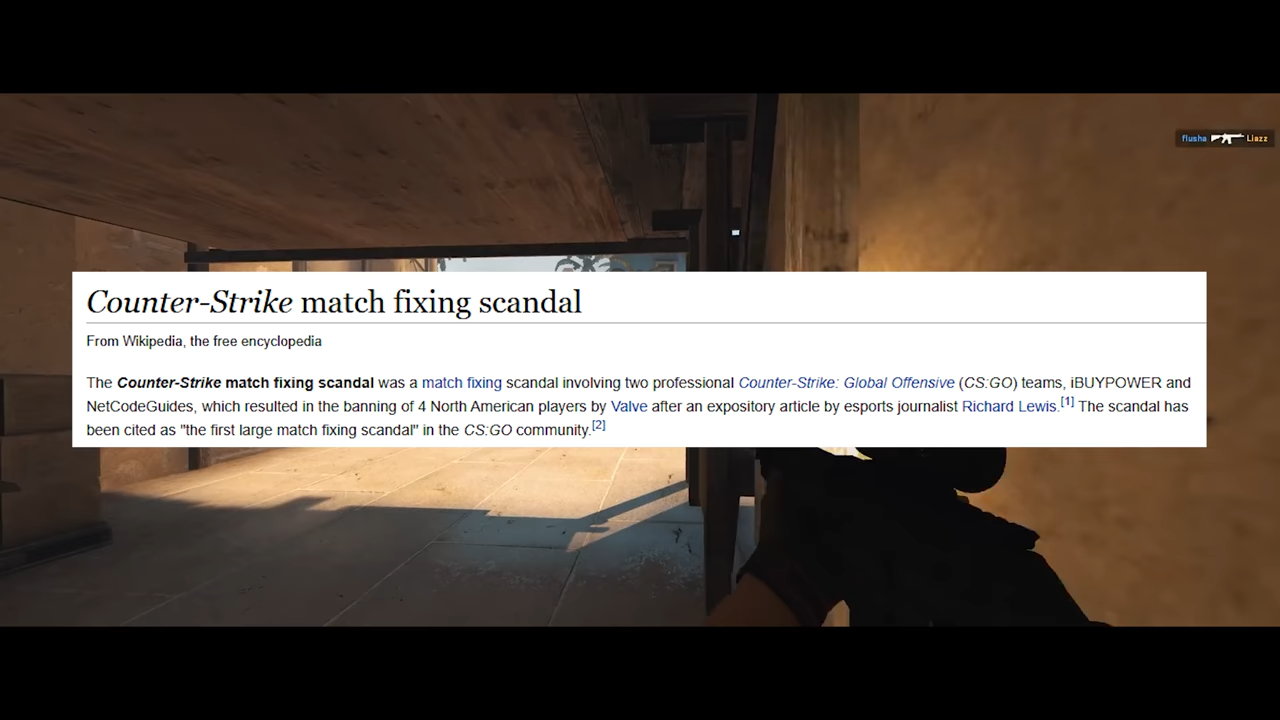 flusha Liazz
Counter-Strike match fixing scandal
From Wikipedia, the free encyclopedia
The Counter-Strike match fixing scandal was a match fixing scandal involving two professional Counter-Strike: Global Offensive (CS:GO) teams, iBUYPOWER and
NetCodeGuides, which resulted in the banning of 4 North American players by Valve after an expository article by esports journalist Richard Lewis.[1] The scandal has
been cited as "the first large match fixing scandal" in the CS:GO community.[2]